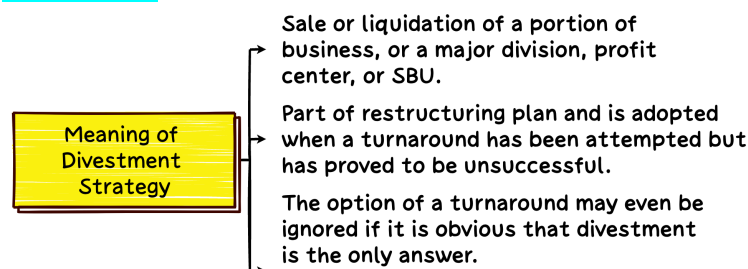 Meaning of
Divestment
Strategy
Sale or liquidation of a portion of
business, or a major division, profit
center, or SBU.
Part of restructuring plan and is adopted
when a turnaround has been attempted but
has proved to be unsuccessful.
The option of a turnaround may even be
ignored if it is obvious that divestment
is the only answer.